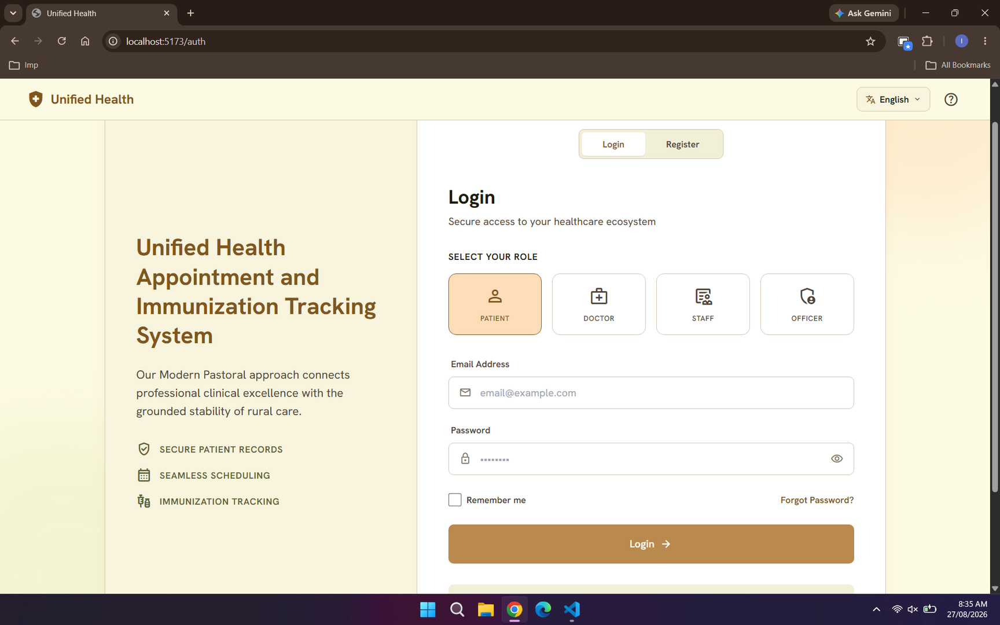 Unified Health
Ask Gemini
localhost:5173/auth
I
Imp
All Bookmarks
Unified Health
English
Login
Register
Unified Health
Appointment and
Immunization Tracking
System
Our Modern Pastoral approach connects
professional clinical excellence with the
grounded stability of rural care.
SECURE PATIENT RECORDS
SEAMLESS SCHEDULING
IMMUNIZATION TRACKING
Login
Secure access to your healthcare ecosystem
SELECT YOUR ROLE
PATIENT
DOCTOR
STAFF
OFFICER
Email Address
email@example.com
Password
••••••••
Remember me
Forgot Password?
Login →
8:35 AM
27/08/2026